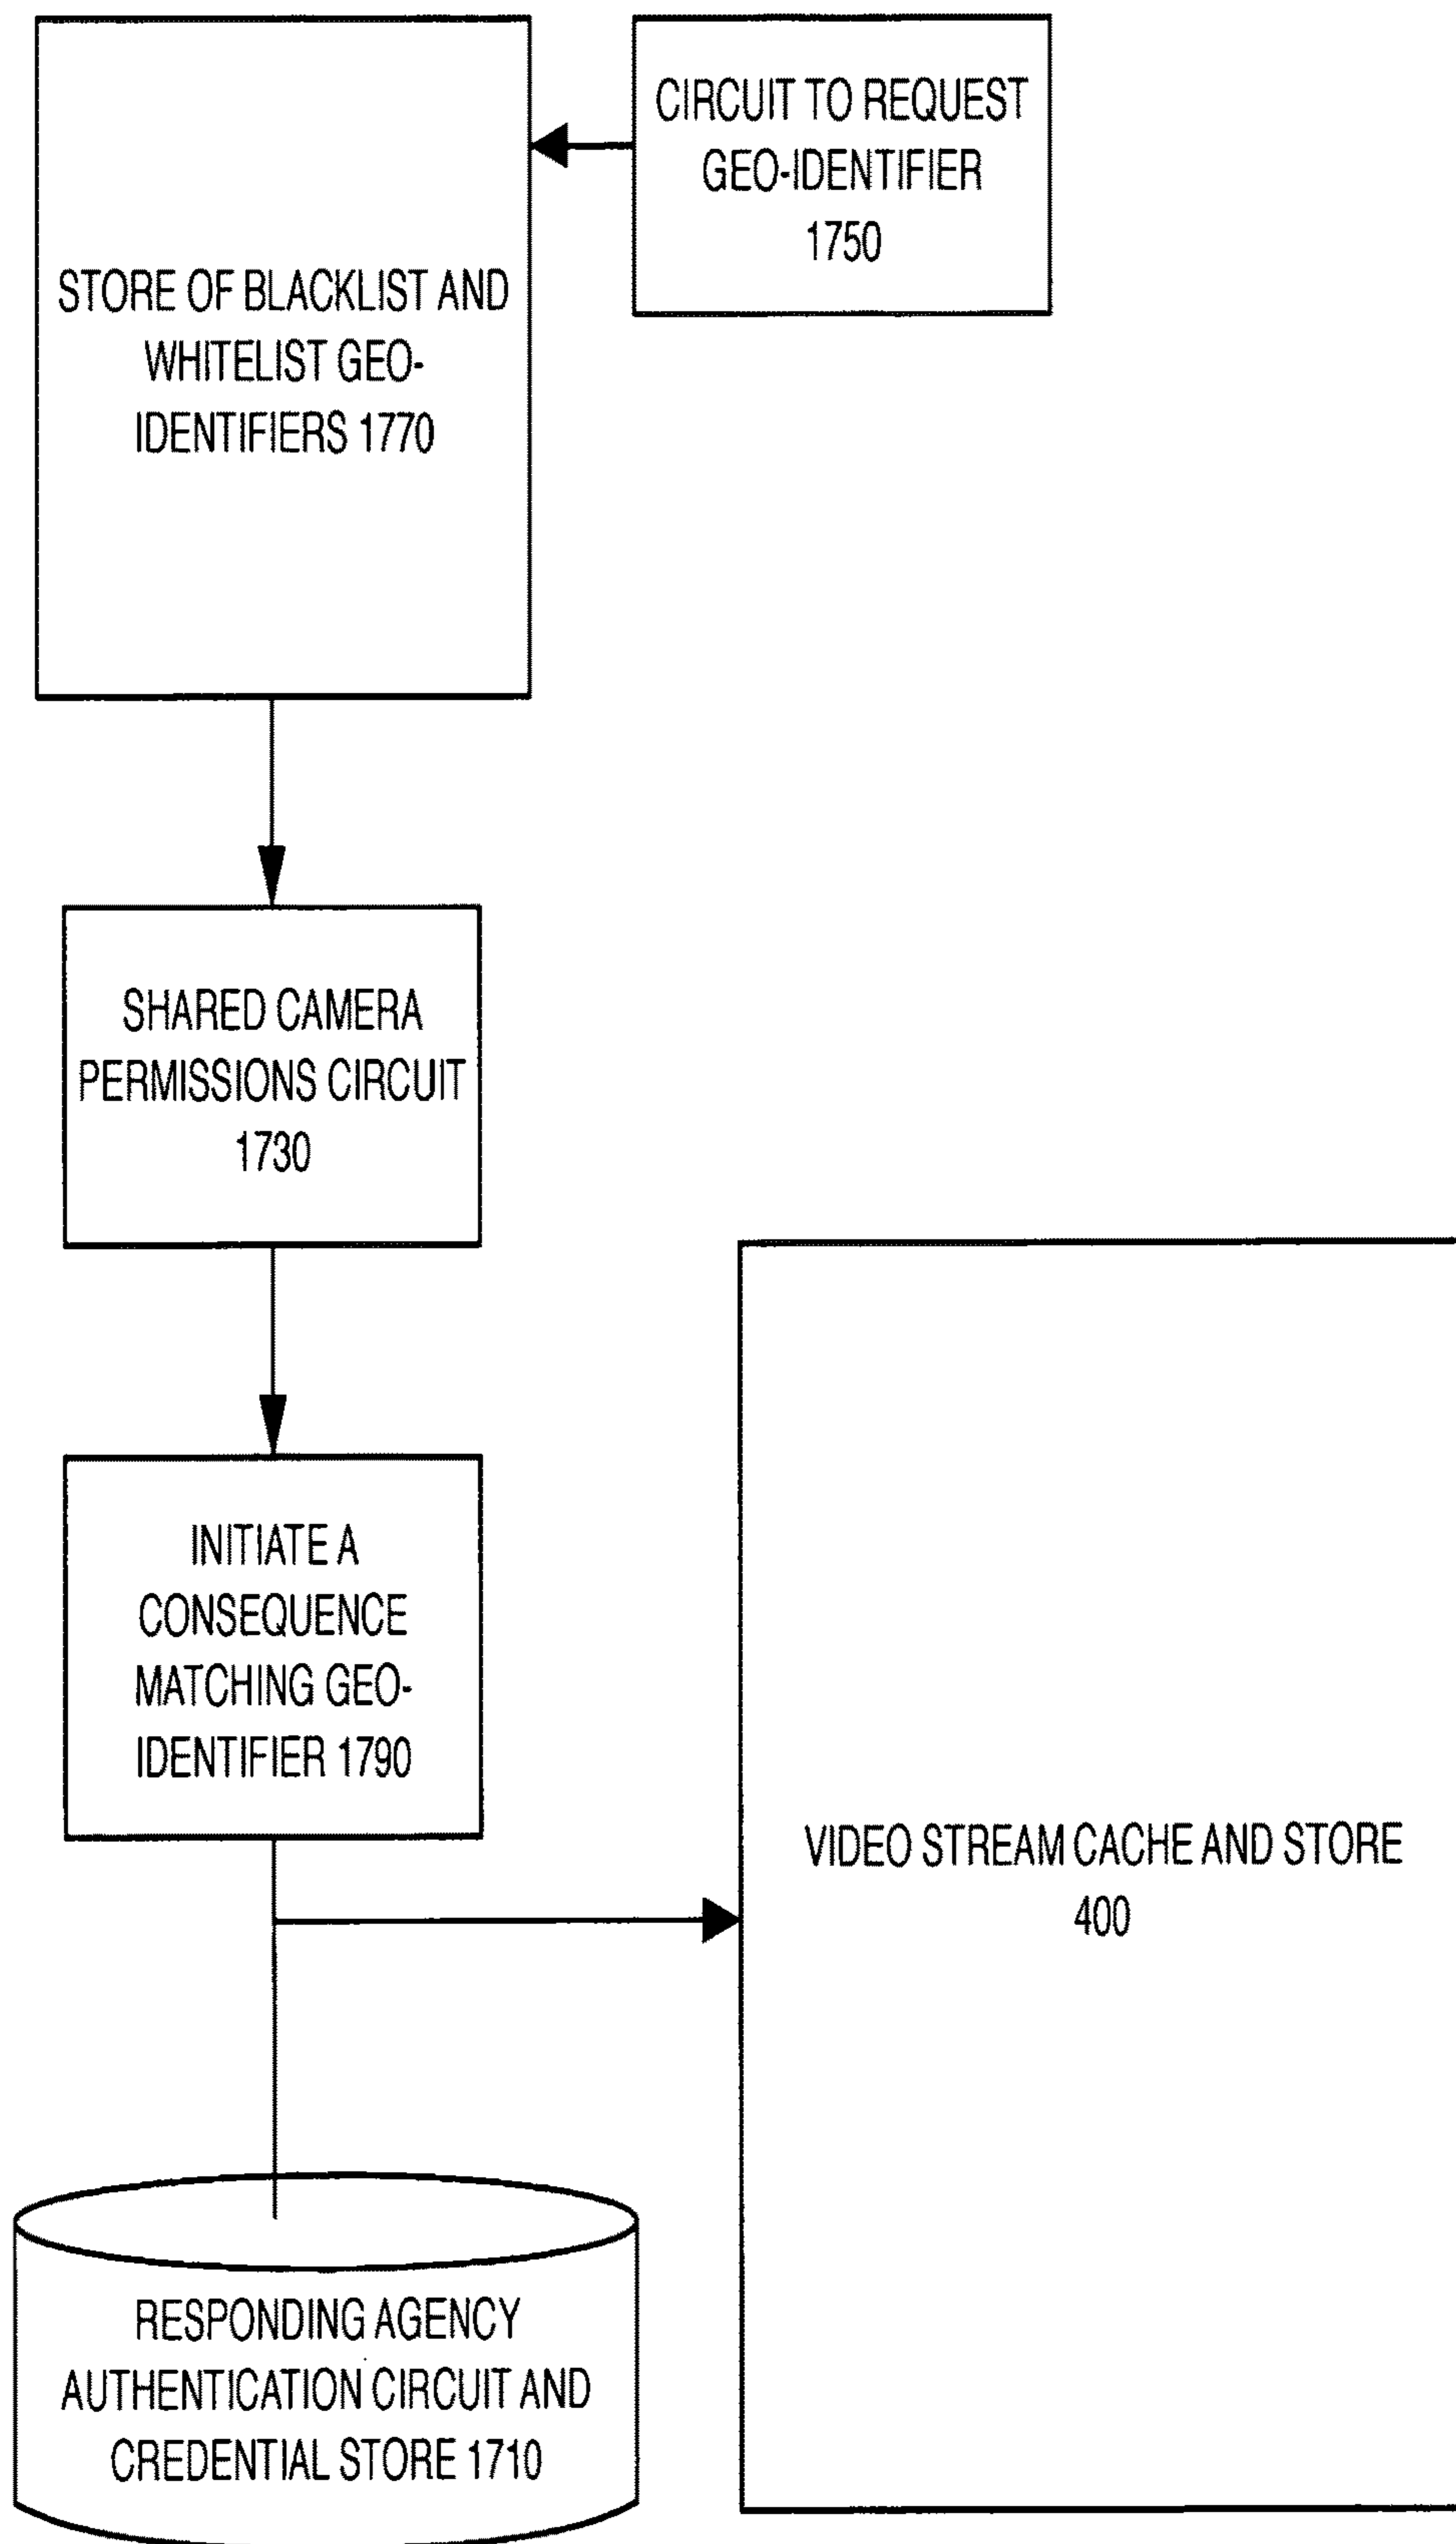 CIRCUIT TO REQUEST
GEO-IDENTIFIER
1750
STORE OF BLACKLIST AND
WHITELIST GEO-
IDENTIFIERS 1770
SHARED CAMERA
PERMISSIONS CIRCUIT
1730
INITIATE A
CONSEQUENCE
MATCHING GEO-
IDENTIFIER 1790
VIDEO STREAM CACHE AND STORE
400
RESPONDING AGENCY
AUTHENTICATION CIRCUIT AND
CREDENTIAL STORE 1710